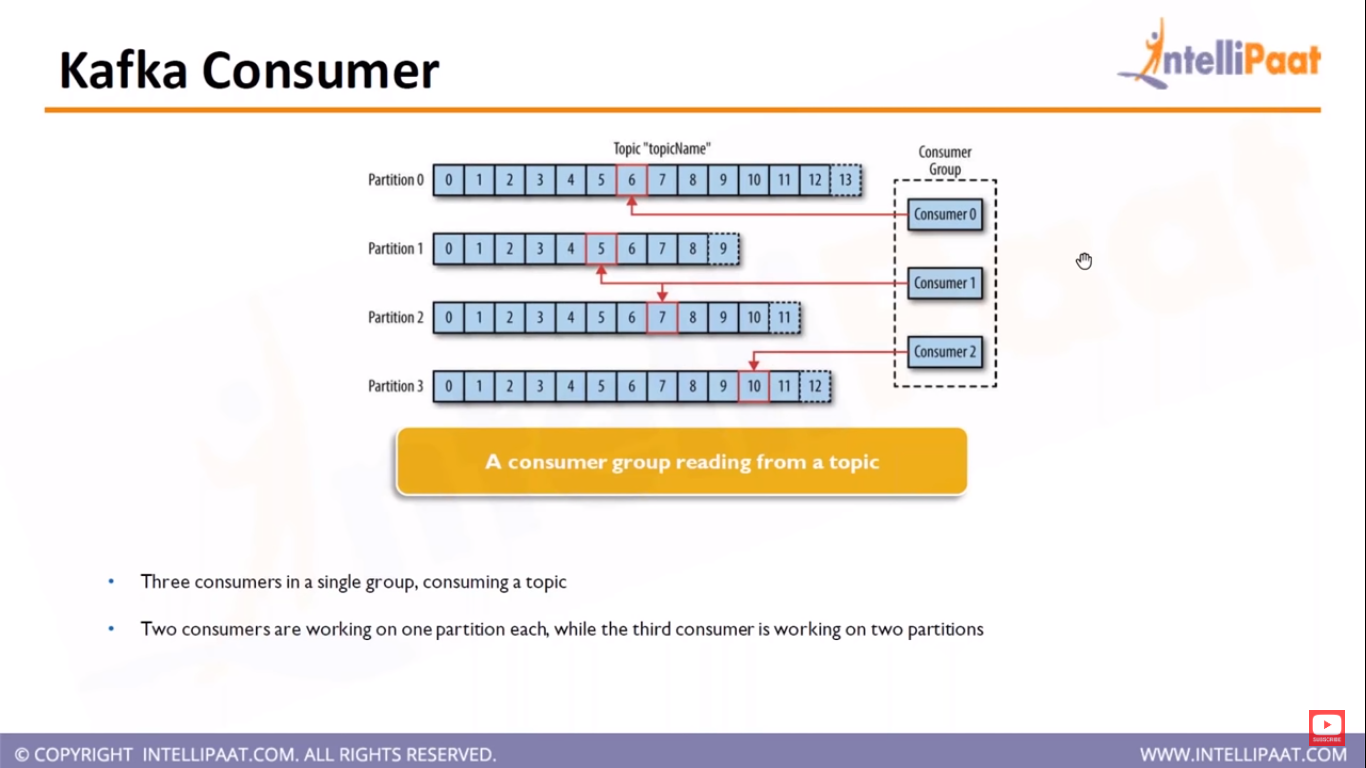 Kafka Consumer
IntelliPaat
Topic "topicName"
Consumer
Group
Partition 0 0 1 2 3 4 5 6 7 8 9 10 11 12 13
Consumer 0
Partition 1 0 1 2 3 4 5 6 7 8 9
Consumer 1
Partition 2 0 1 2 3 4 5 6 7 8 9 10 11
Consumer 2
Partition 3 0 1 2 3 4 5 6 7 8 9 10 11 12
A consumer group reading from a topic
• Three consumers in a single group, consuming a topic
• Two consumers are working on one partition each, while the third consumer is working on two partitions
SUBSCRIBE
© COPYRIGHT INTELLIPAAT.COM. ALL RIGHTS RESERVED.
WWW.INTELLIPAAT.COM